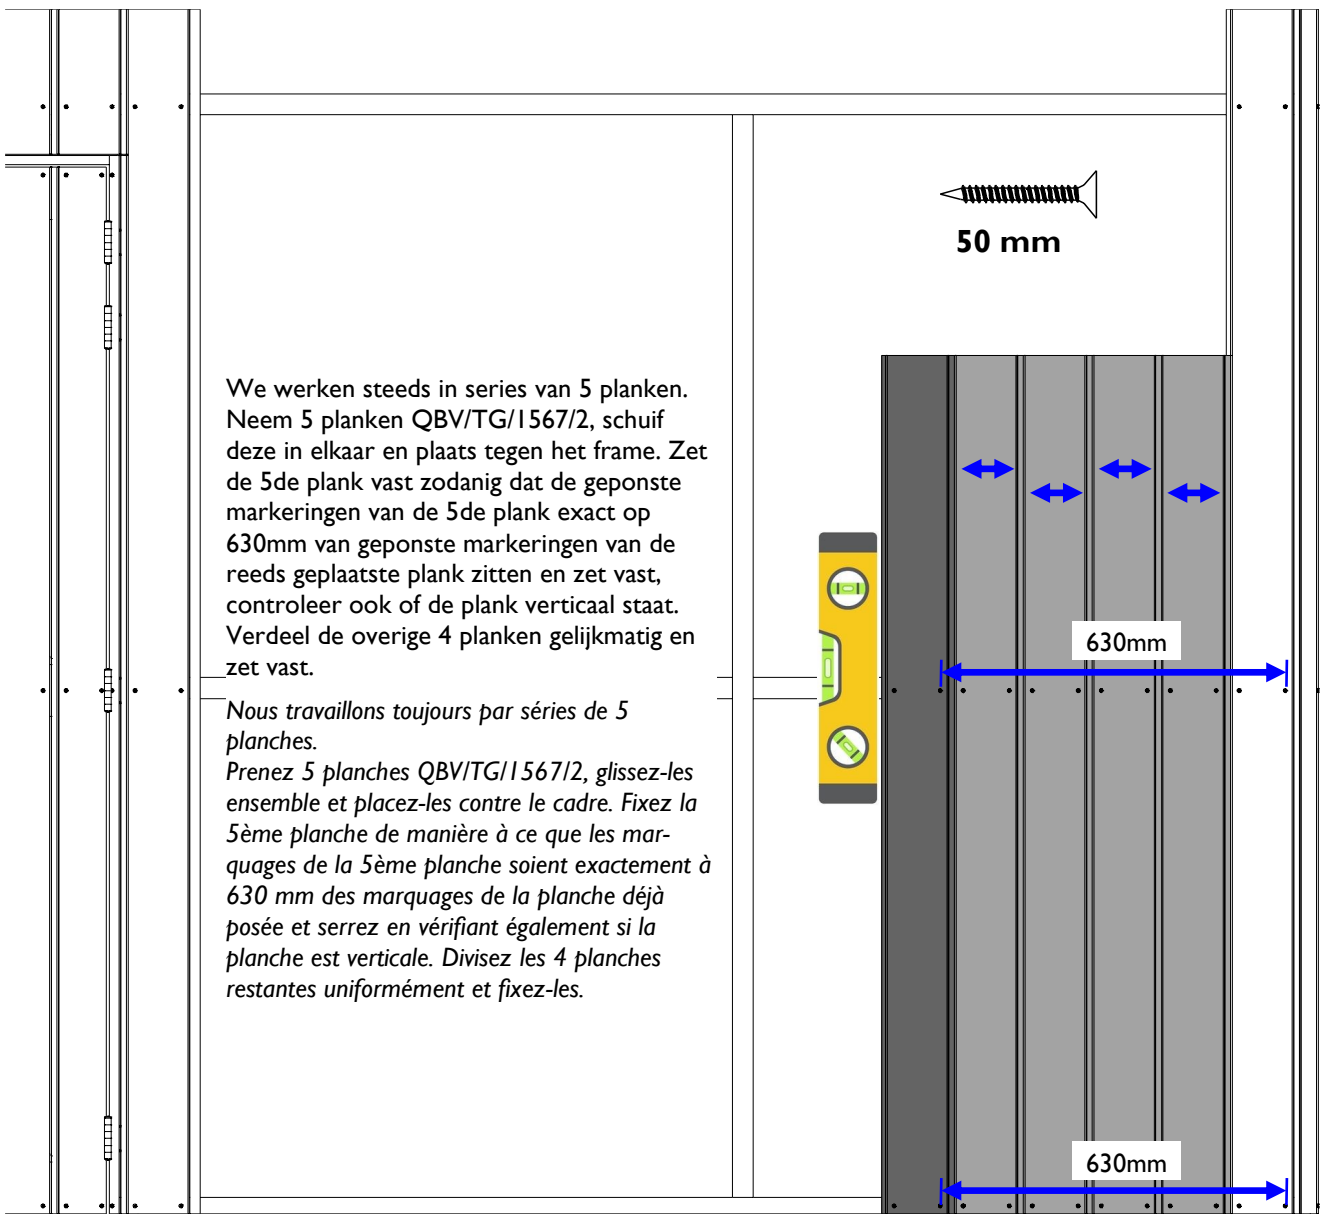 50 mm
We werken steeds in series van 5 planken.
Neem 5 planken QBV/TG/1567/2, schuif
deze in elkaar en plaats tegen het frame. Zet
de 5de plank vast zodanig dat de geponste
markeringen van de 5de plank exact op
630mm van geponste markeringen van de
reeds geplaatste plank zitten en zet vast,
controleer ook of de plank verticaal staat.
Verdeel de overige 4 planken gelijkmatig en
zet vast.
Nous travaillons toujours par séries de 5
planches.
Prenez 5 planches QBV/TG/1567/2, glissez-les
ensemble et placez-les contre le cadre. Fixez la
5ème planche de manière à ce que les mar-
quages de la 5ème planche soient exactement à
630 mm des marquages de la planche déjà
posée et serrez en vérifiant également si la
planche est verticale. Divisez les 4 planches
restantes uniformément et fixez-les.
630mm
630mm